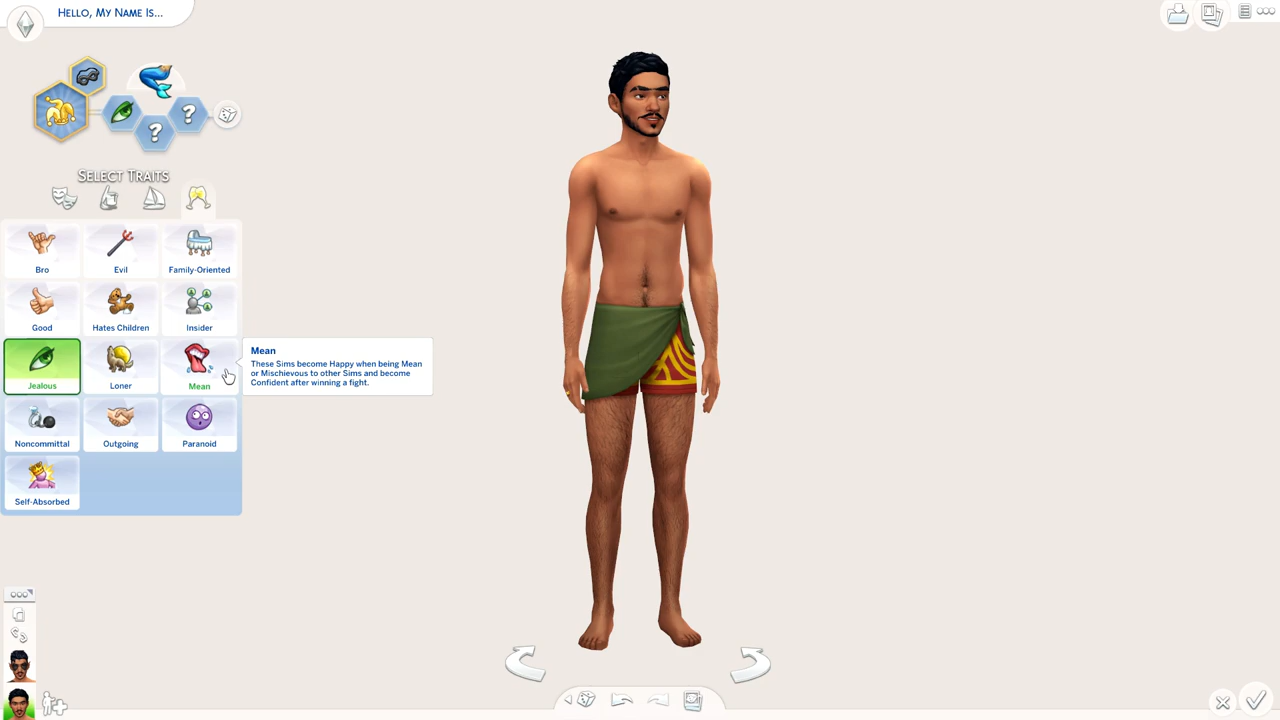 Hello, My Name Is...
Select Traits
Bro
Evil
Family-Oriented
Good
Hates Children
Insider
Jealous
Loner
Mean
Noncommittal
Outgoing
Paranoid
Self-Absorbed
Mean
These Sims become Happy when being Mean
or Mischievous to other Sims and become
Confident after winning a fight.